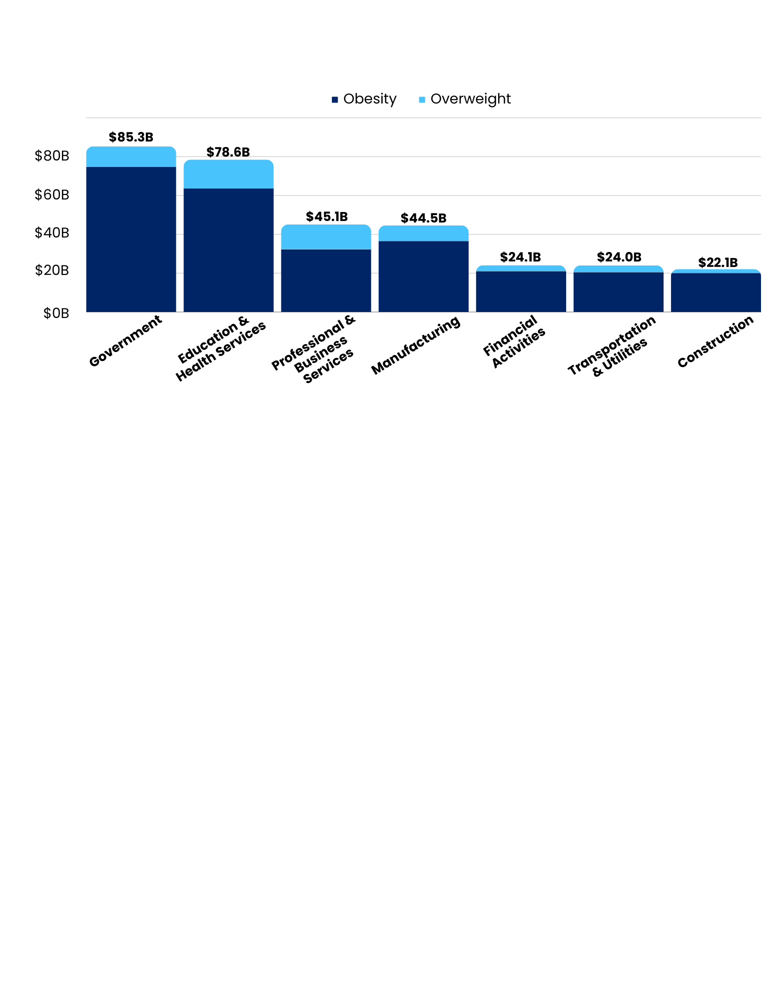 Obesity
Overweight
$85.3B
$78.6B
$45.1B
$44.5B
$24.1B
$24.0B
$22.1B
$80B
$60B
$40B
$20B
$0B
Government
Education &
Health Services
Professional &
Business
Services
Manufacturing
Financial
Activities
Transportation
& Utilities
Construction